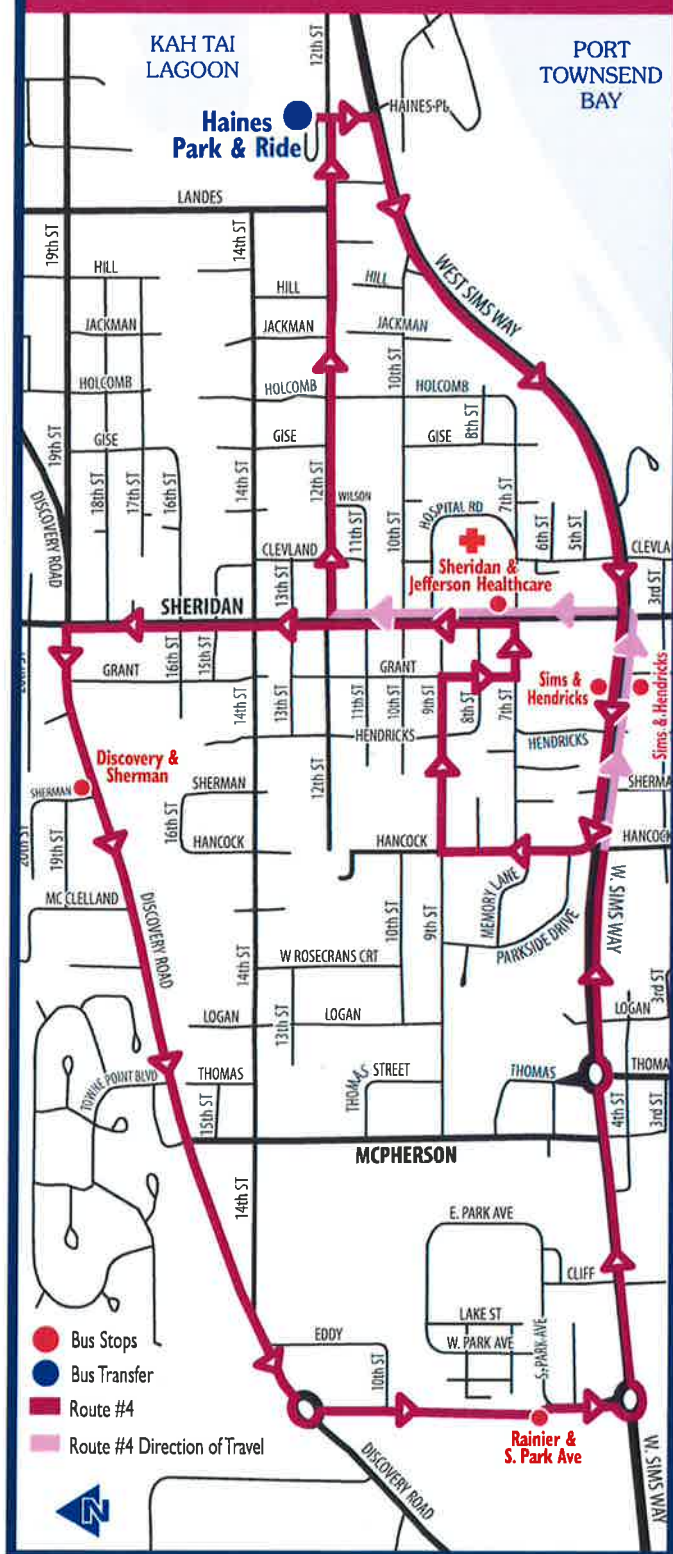 KAH TAI
LAGOON
12th ST
PORT
TOWNSEND
BAY
HAINES PL
Haines
Park & Ride
LANDES
19th ST
14th ST
HILL
HILL
HILL
WEST SIMS WAY
JACKMAN
JACKMAN
JACKMAN
10th ST
HOLCOMB
HOLCOMB
HOLCOMB
8th ST
19th ST
GISE
GISE
GISE
DISCOVERY ROAD
18th ST
17th ST
16th ST
14th ST
12th ST
WILSON
11th ST
10th ST
HOSPITAL RD
7th ST
6th ST
5th ST
CLEVLAND
CLEVLA
13th ST
Sheridan &
Jefferson Healthcare
3rd ST
SHERIDAN
GRANT
16th ST
15th ST
14th ST
13th ST
GRANT
11th ST
10th ST
9th ST
8th ST
7th ST
Sims &
Hendricks
Sims & Hendricks
HENDRICKS
HENDRICKS
Discovery &
Sherman
SHERMAN
SHERMAN
12th ST
SHERMA
20th ST
19th ST
16th ST
HANCOCK
HANCOCK
HANCOCK
MC CLELLAND
DISCOVERY ROAD
10th ST
9th ST
MEMORY LANE
PARKSIDE DRIVE
W. SIMS WAY
14th ST
W ROSECRANS CRT
LOGAN
13th ST
LOGAN
LOGAN
3rd ST
TOWNE POINT BLVD
THOMAS
15th ST
THOMAS
STREET
THOMAS
THOMA
4th ST
3rd ST
MCPHERSON
14th ST
E. PARK AVE
CLIFF
LAKE ST
W. PARK AVE
S. PARK AVE
EDDY
10th ST
Bus Stops
Bus Transfer
Route #4
Route #4 Direction of Travel
Rainier &
S. Park Ave
DISCOVERY ROAD
W. SIMS WAY
N